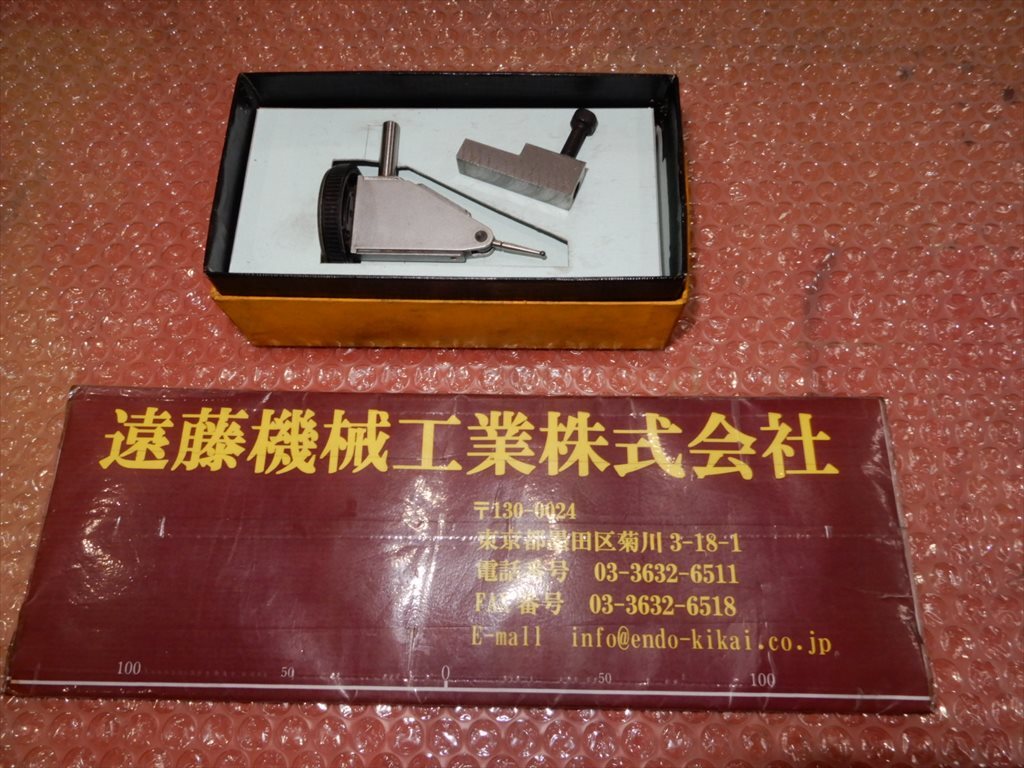 遠藤機械工業株式会社
〒130-0024
東京都墨田区菊川 3-18-1
電話番号 03-3632-6511
FAX番号 03-3632-6518
E-mail info@endo-kikai.co.jp
100 50 0 50 100